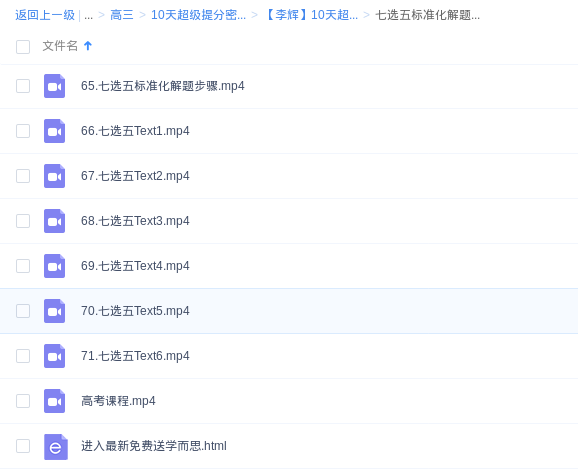 返回上一级 | ... > 高三 > 10天超级提分密... > 【李辉】10天超... > 七选五标准化解题...
文件名
65.七选五标准化解题步骤.mp4
66.七选五Text1.mp4
67.七选五Text2.mp4
68.七选五Text3.mp4
69.七选五Text4.mp4
70.七选五Text5.mp4
71.七选五Text6.mp4
高考课程.mp4
进入最新免费送学而思.html